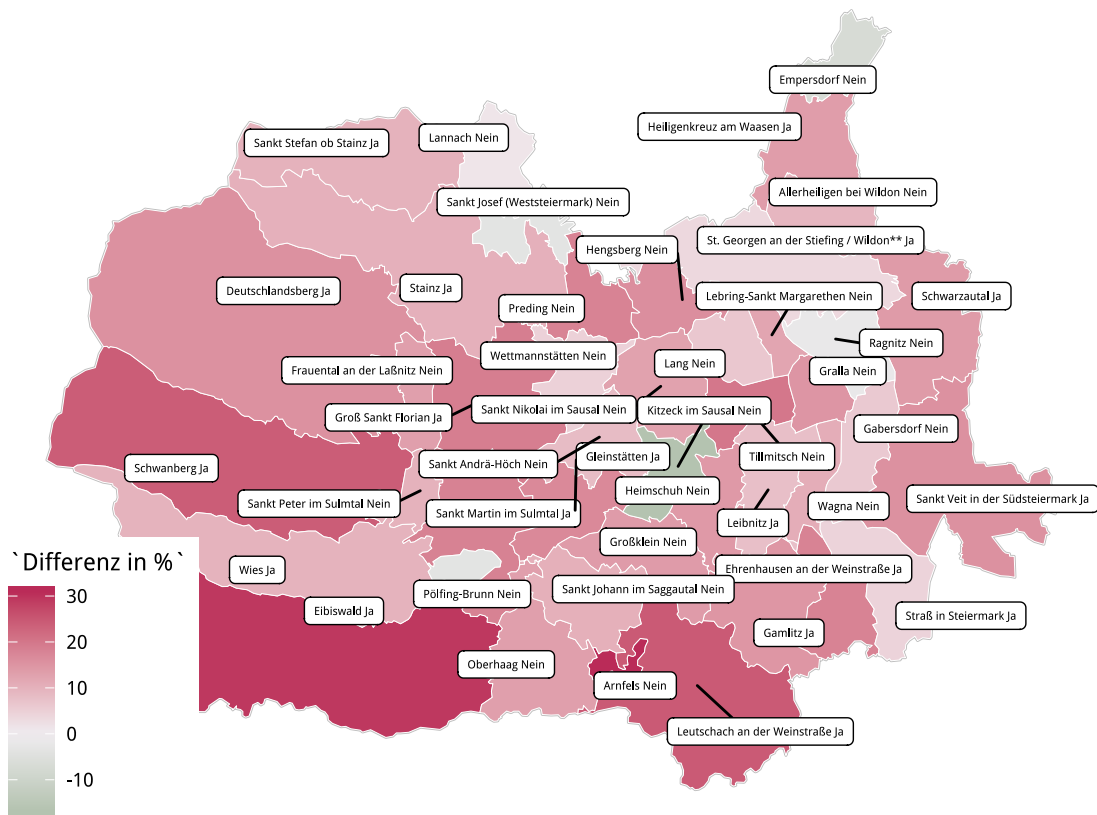 Empersdorf Nein
Heiligenkreuz am Waasen Ja
Lannach Nein
Sankt Stefan ob Stainz Ja
Allerheiligen bei Wildon Nein
Sankt Josef (Weststeiermark) Nein
St. Georgen an der Stiefing / Wildon** Ja
Hengsberg Nein
Stainz Ja
Deutschlandsberg Ja
Lebring-Sankt Margarethen Nein
Schwarzautal Ja
Preding Nein
Ragnitz Nein
Wettmannstätten Nein
Lang Nein
Frauental an der Laßnitz Nein
Gralla Nein
Sankt Nikolai im Sausal Nein
Kitzeck im Sausal Nein
Groß Sankt Florian Ja
Gabersdorf Nein
Gleinstätten Ja
Tillmitsch Nein
Sankt Andrä-Höch Nein
Schwanberg Ja
Heimschuh Nein
Sankt Veit in der Südsteiermark Ja
Sankt Peter im Sulmtal Nein
Wagna Nein
Sankt Martin im Sulmtal Ja
Leibnitz Ja
Großklein Nein
`Differenz in %`
Wies Ja
Ehrenhausen an der Weinstraße Ja
Sankt Johann im Saggautal Nein
Pölfing-Brunn Nein
30
Eibiswald Ja
Straß in Steiermark Ja
Gamlitz Ja
20
Oberhaag Nein
10
Arnfels Nein
0
Leutschach an der Weinstraße Ja
-10